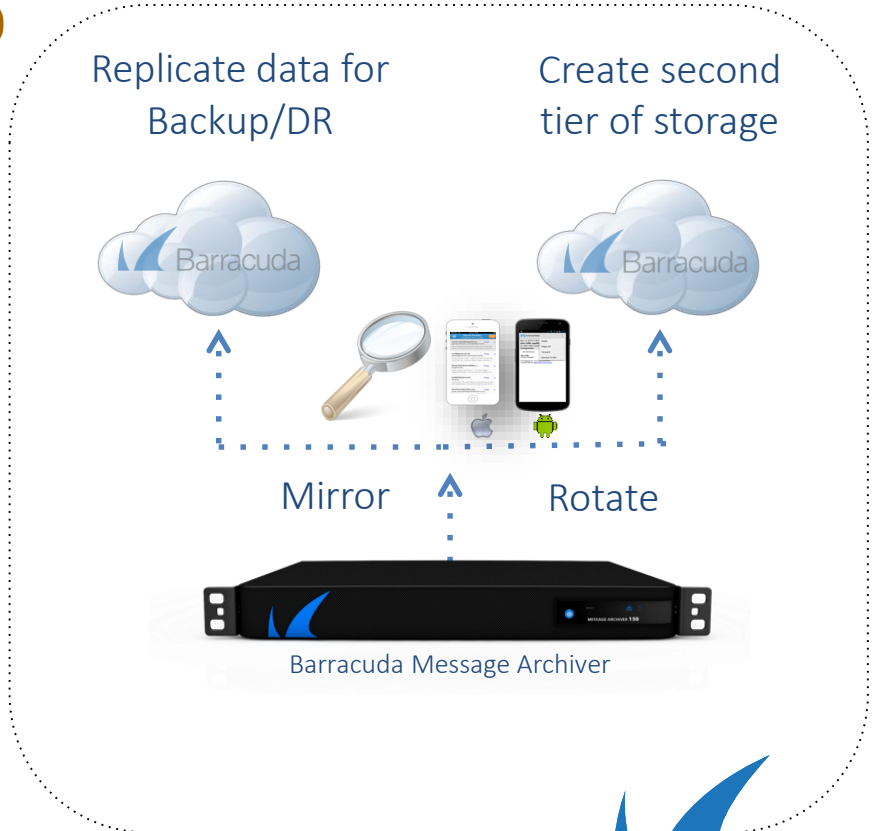 Replicate data for
Backup/DR
Create second
tier of storage
Barracuda
Barracuda
Mirror
Rotate
MESSAGE ARCHIVER 150
Barracuda Message Archiver